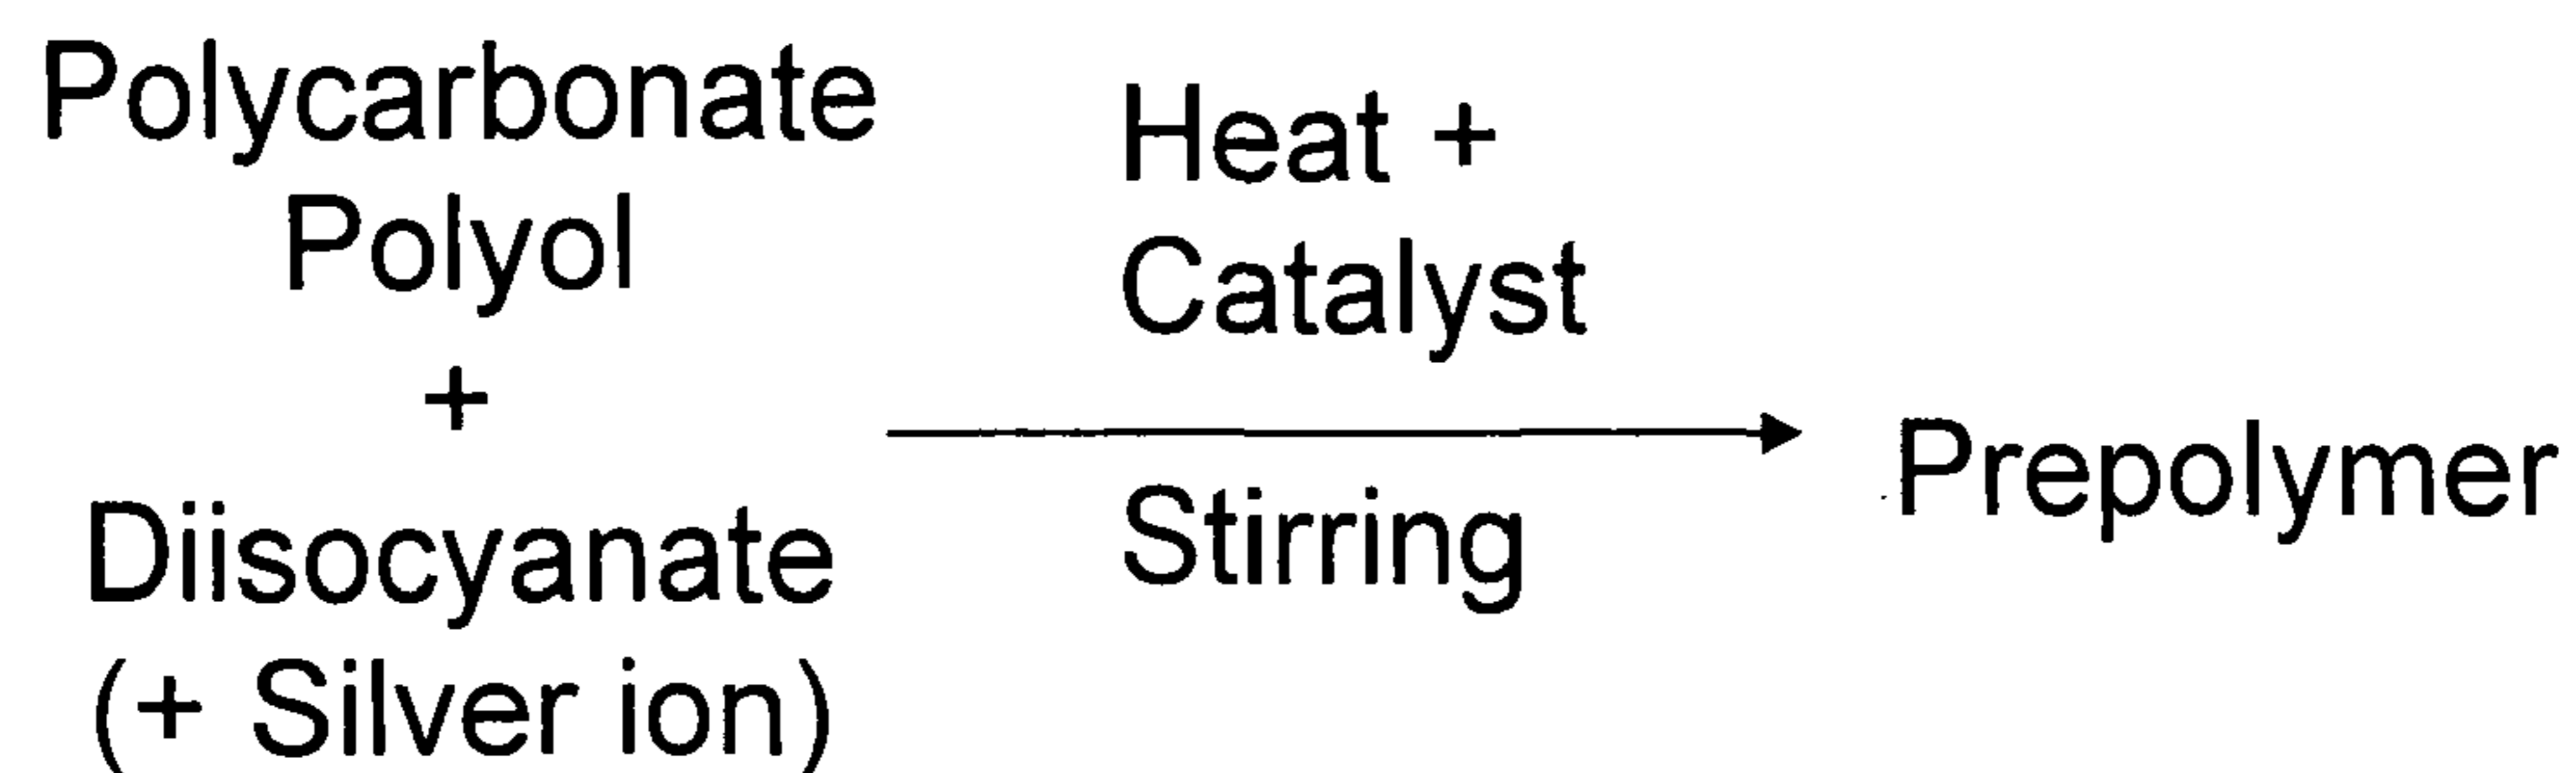 Polycarbonate
Polyol
+
Diisocyanate
(+ Silver ion)
Heat +
Catalyst
Stirring
Prepolymer